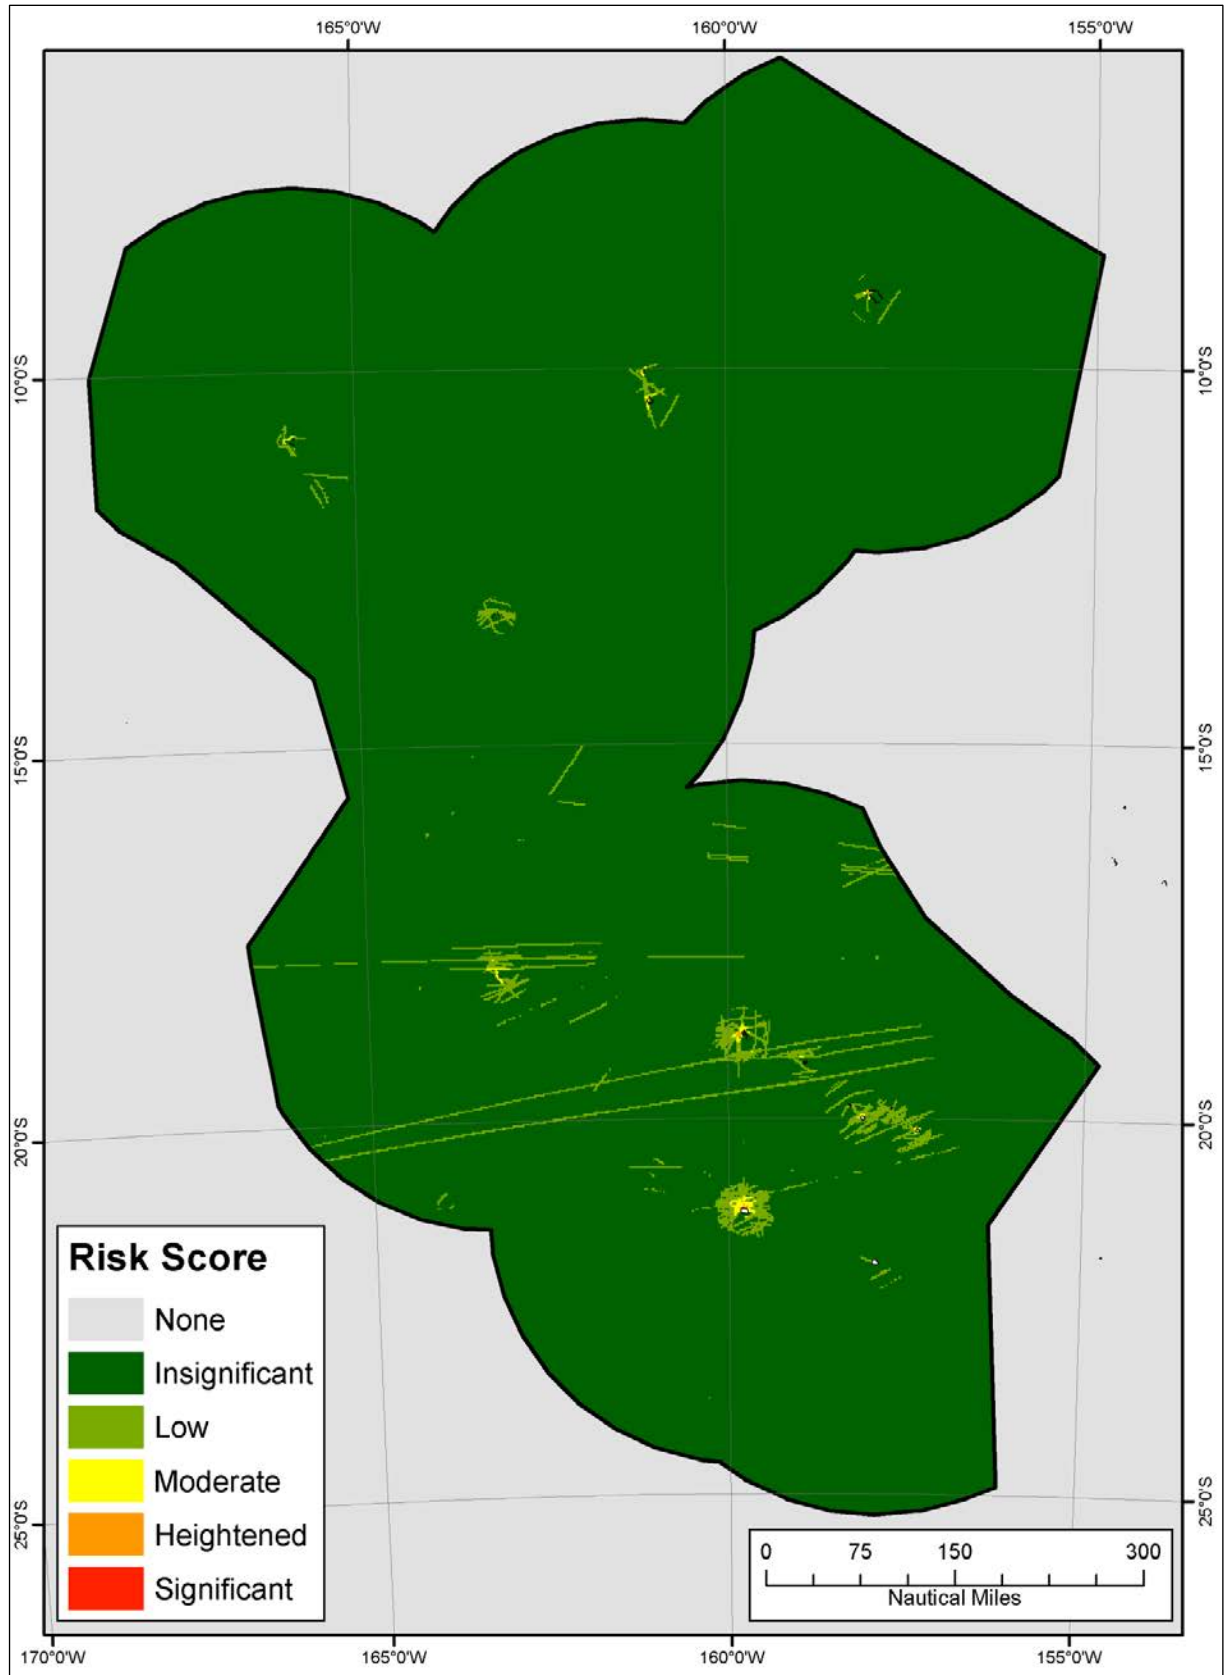 165°0'W 160°0'W 155°0'W
10°0'S 10°0'S
15°0'S 15°0'S
20°0'S 20°0'S
25°0'S 25°0'S
Risk Score
None
Insignificant
Low
Moderate
Heightened
Significant
0 75 150 300
Nautical Miles
170°0'W 165°0'W 160°0'W 155°0'W